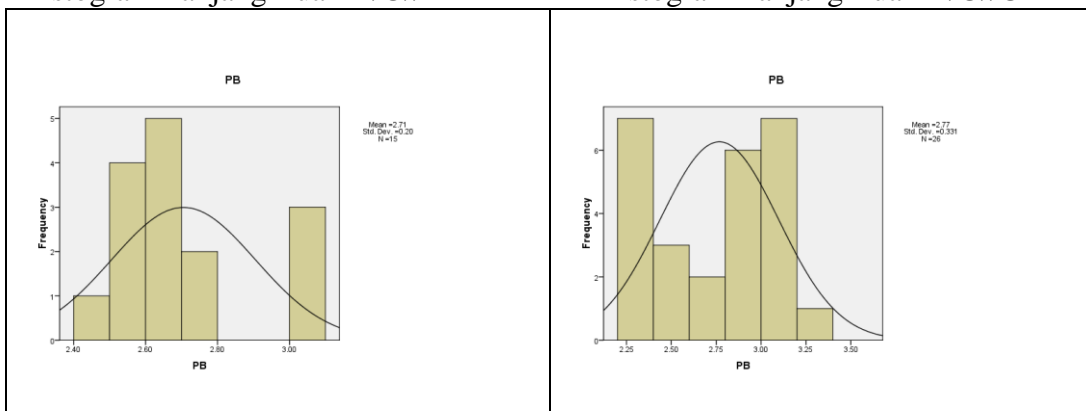 PB
Mean =2.71
Std. Dev. =0.20
N =15
Frequency
5
4
3
2
1
0
2.40 2.60 2.80 3.00
PB
PB
Mean =2.77
Std. Dev. =0.331
N =26
Frequency
6
4
2
0
2.25 2.50 2.75 3.00 3.25 3.50
PB